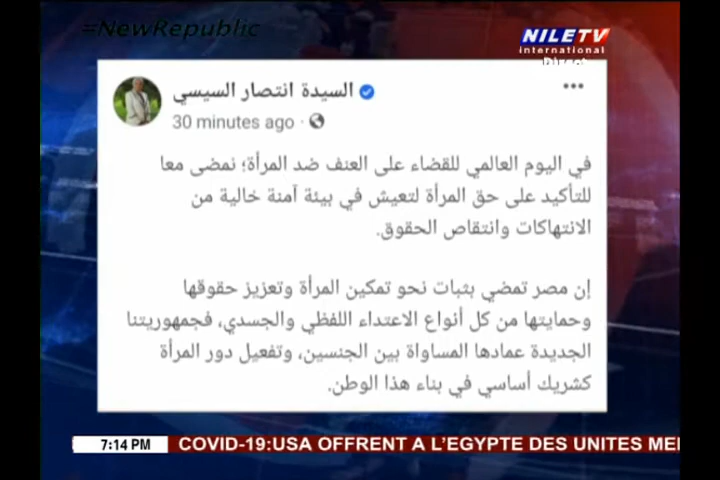 =NewRepublic
NILETV
international
Direct
السيدة انتصار السيسي
30 minutes ago ·
في اليوم العالمي للقضاء على العنف ضد المرأة؛ نمضى معا
للتأكيد على حق المرأة لتعيش في بيئة آمنة خالية من
الانتهاكات وانتقاص الحقوق.
إن مصر تمضي بثبات نحو تمكين المرأة وتعزيز حقوقها
وحمايتها من كل أنواع الاعتداء اللفظي والجسدي، فجمهوريتنا
الجديدة عمادها المساواة بين الجنسين، وتفعيل دور المرأة
كشريك أساسي في بناء هذا الوطن.
7:14 PM COVID-19:USA OFFRENT A L'EGYPTE DES UNITES